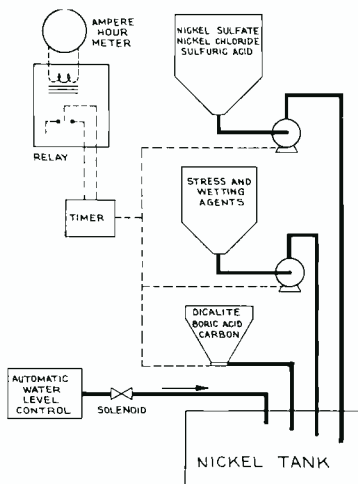 AMPERE
HOUR
METER
NICKEL SULFATE
NICKEL CHLORIDE
SULFURIC ACID
RELAY
TIMER
STRESS AND
WETTING
AGENTS
DICALITE
BORIC ACID
CARBON
AUTOMATIC
WATER
LEVEL
CONTROL
SOLENOID
NICKEL TANK